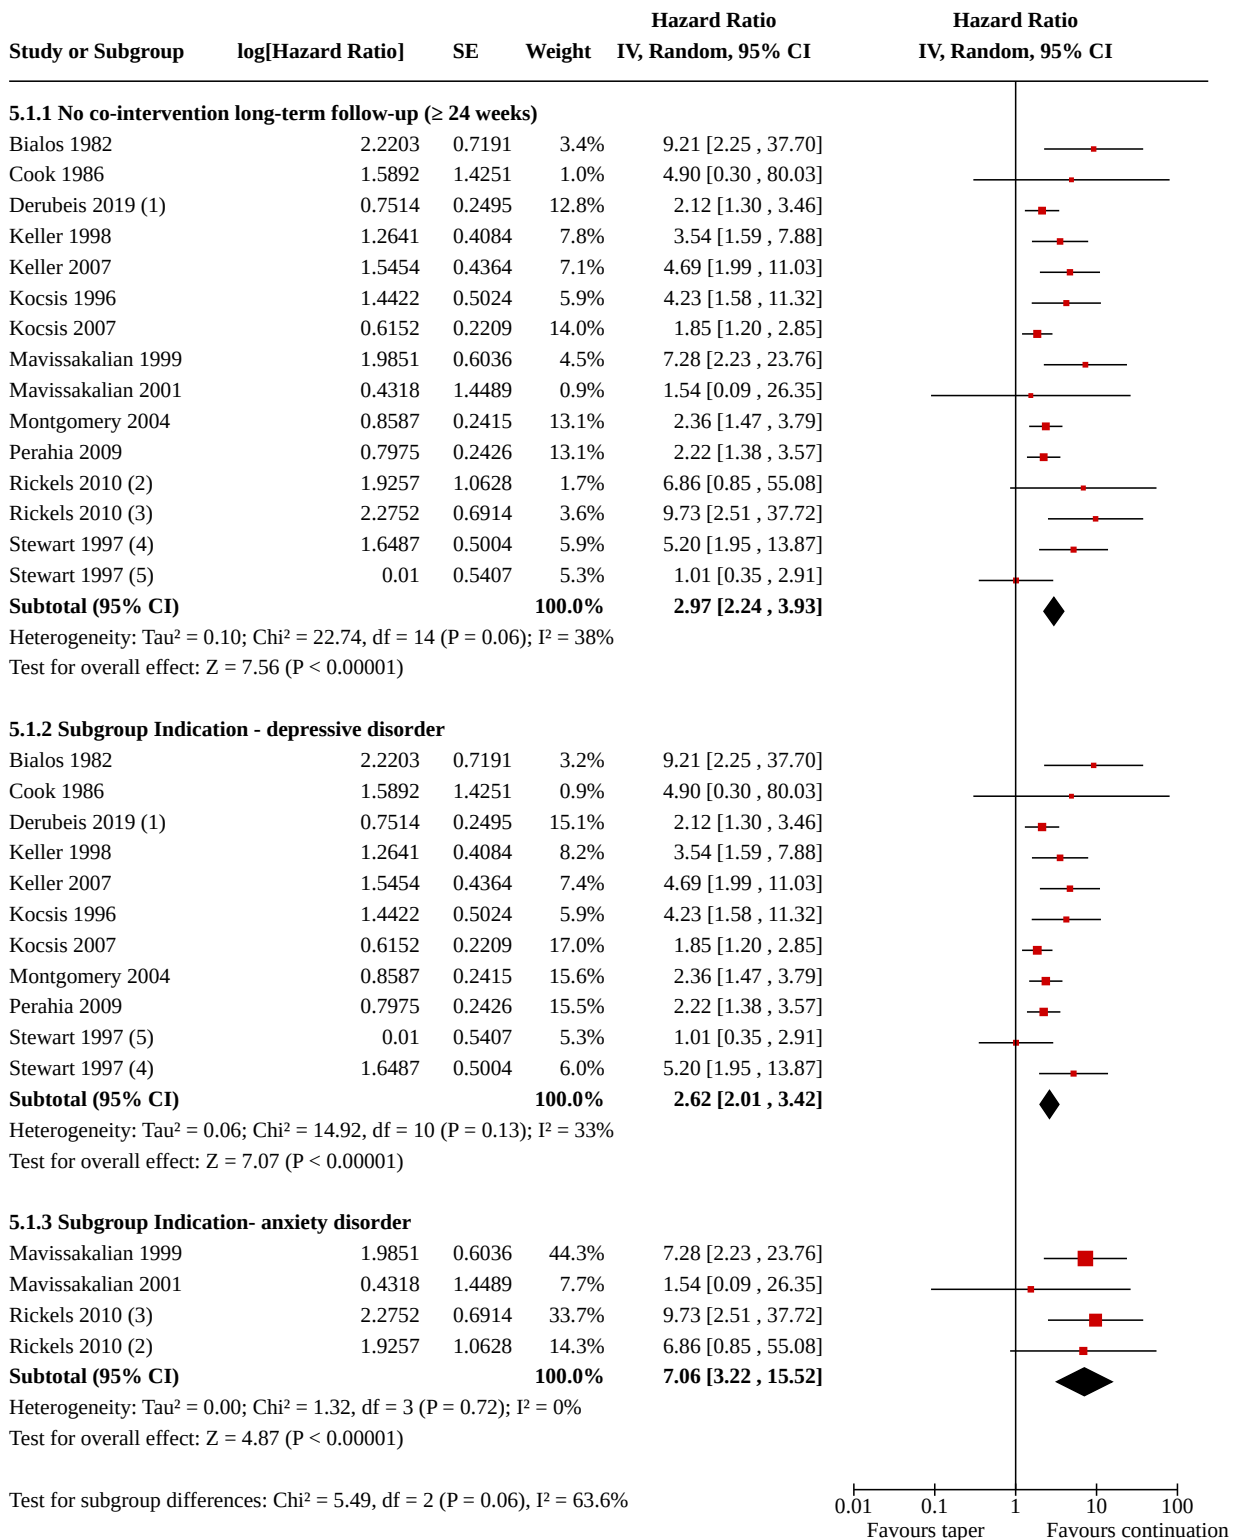 Hazard Ratio Hazard Ratio
Study or Subgroup log[Hazard Ratio] SE Weight IV, Random, 95% CI IV, Random, 95% CI
5.1.1 No co-intervention long-term follow-up (≥ 24 weeks)
Bialos 1982 2.2203 0.7191 3.4% 9.21 [2.25 , 37.70]
Cook 1986 1.5892 1.4251 1.0% 4.90 [0.30 , 80.03]
Derubeis 2019 (1) 0.7514 0.2495 12.8% 2.12 [1.30 , 3.46]
Keller 1998 1.2641 0.4084 7.8% 3.54 [1.59 , 7.88]
Keller 2007 1.5454 0.4364 7.1% 4.69 [1.99 , 11.03]
Kocsis 1996 1.4422 0.5024 5.9% 4.23 [1.58 , 11.32]
Kocsis 2007 0.6152 0.2209 14.0% 1.85 [1.20 , 2.85]
Mavissakalian 1999 1.9851 0.6036 4.5% 7.28 [2.23 , 23.76]
Mavissakalian 2001 0.4318 1.4489 0.9% 1.54 [0.09 , 26.35]
Montgomery 2004 0.8587 0.2415 13.1% 2.36 [1.47 , 3.79]
Perahia 2009 0.7975 0.2426 13.1% 2.22 [1.38 , 3.57]
Rickels 2010 (2) 1.9257 1.0628 1.7% 6.86 [0.85 , 55.08]
Rickels 2010 (3) 2.2752 0.6914 3.6% 9.73 [2.51 , 37.72]
Stewart 1997 (4) 1.6487 0.5004 5.9% 5.20 [1.95 , 13.87]
Stewart 1997 (5) 0.01 0.5407 5.3% 1.01 [0.35 , 2.91]
Subtotal (95% CI) 100.0% 2.97 [2.24 , 3.93]
Heterogeneity: Tau² = 0.10; Chi² = 22.74, df = 14 (P = 0.06); I² = 38%
Test for overall effect: Z = 7.56 (P < 0.00001)
5.1.2 Subgroup Indication - depressive disorder
Bialos 1982 2.2203 0.7191 3.2% 9.21 [2.25 , 37.70]
Cook 1986 1.5892 1.4251 0.9% 4.90 [0.30 , 80.03]
Derubeis 2019 (1) 0.7514 0.2495 15.1% 2.12 [1.30 , 3.46]
Keller 1998 1.2641 0.4084 8.2% 3.54 [1.59 , 7.88]
Keller 2007 1.5454 0.4364 7.4% 4.69 [1.99 , 11.03]
Kocsis 1996 1.4422 0.5024 5.9% 4.23 [1.58 , 11.32]
Kocsis 2007 0.6152 0.2209 17.0% 1.85 [1.20 , 2.85]
Montgomery 2004 0.8587 0.2415 15.6% 2.36 [1.47 , 3.79]
Perahia 2009 0.7975 0.2426 15.5% 2.22 [1.38 , 3.57]
Stewart 1997 (5) 0.01 0.5407 5.3% 1.01 [0.35 , 2.91]
Stewart 1997 (4) 1.6487 0.5004 6.0% 5.20 [1.95 , 13.87]
Subtotal (95% CI) 100.0% 2.62 [2.01 , 3.42]
Heterogeneity: Tau² = 0.06; Chi² = 14.92, df = 10 (P = 0.13); I² = 33%
Test for overall effect: Z = 7.07 (P < 0.00001)
5.1.3 Subgroup Indication- anxiety disorder
Mavissakalian 1999 1.9851 0.6036 44.3% 7.28 [2.23 , 23.76]
Mavissakalian 2001 0.4318 1.4489 7.7% 1.54 [0.09 , 26.35]
Rickels 2010 (3) 2.2752 0.6914 33.7% 9.73 [2.51 , 37.72]
Rickels 2010 (2) 1.9257 1.0628 14.3% 6.86 [0.85 , 55.08]
Subtotal (95% CI) 100.0% 7.06 [3.22 , 15.52]
Heterogeneity: Tau² = 0.00; Chi² = 1.32, df = 3 (P = 0.72); I² = 0%
Test for overall effect: Z = 4.87 (P < 0.00001)
Test for subgroup differences: Chi² = 5.49, df = 2 (P = 0.06), I² = 63.6%
0.01 0.1 1 10 100
Favours taper Favours continuation